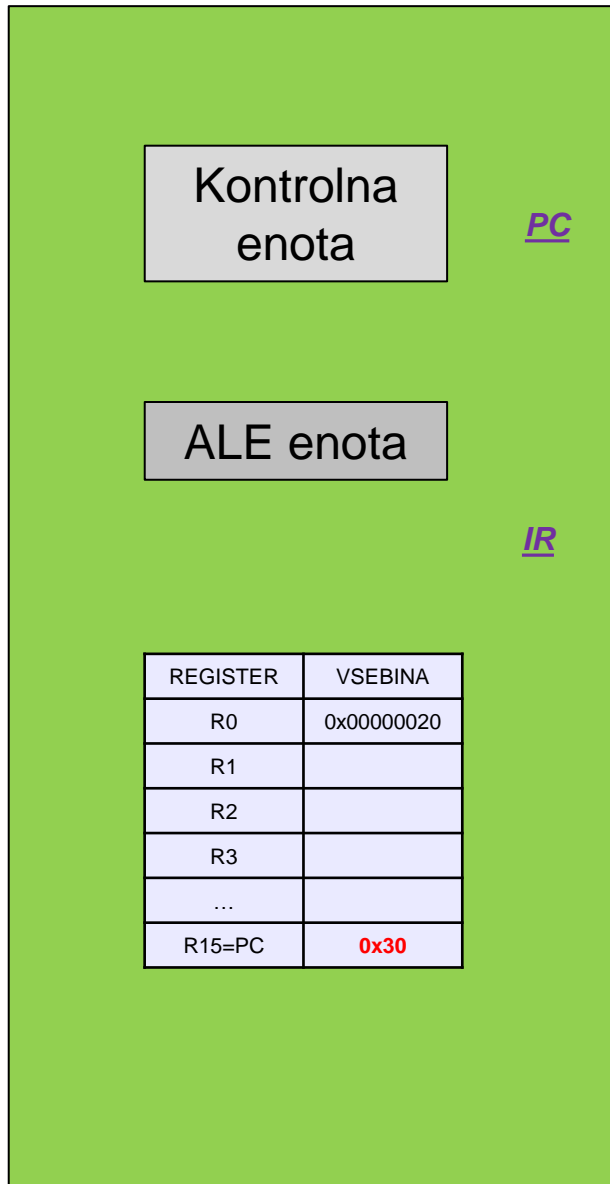 Kontrolna
enota
PC
ALE enota
IR
REGISTER VSEBINA
R0 0x00000020
R1
R2
R3
…
R15=PC 0x30